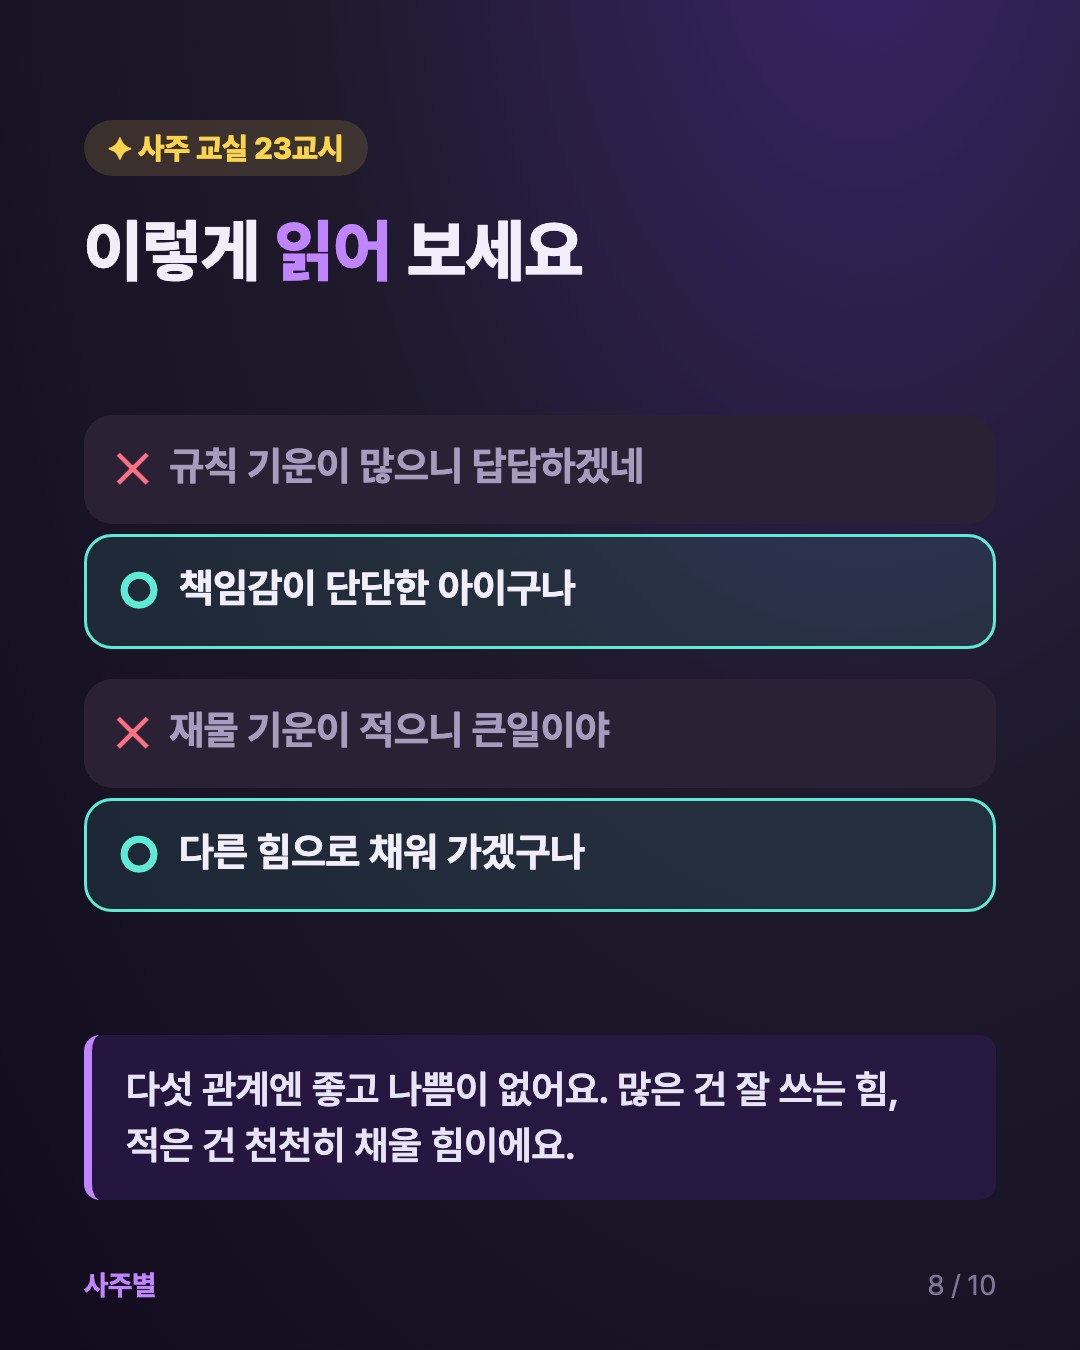 사주 교실 23교시
이렇게 읽어 보세요
규칙 기운이 많으니 답답하겠네
책임감이 단단한 아이구나
재물 기운이 적으니 큰일이야
다른 힘으로 채워 가겠구나
다섯 관계엔 좋고 나쁨이 없어요. 많은 건 잘 쓰는 힘,
적은 건 천천히 채울 힘이에요.
사주별
8 / 10